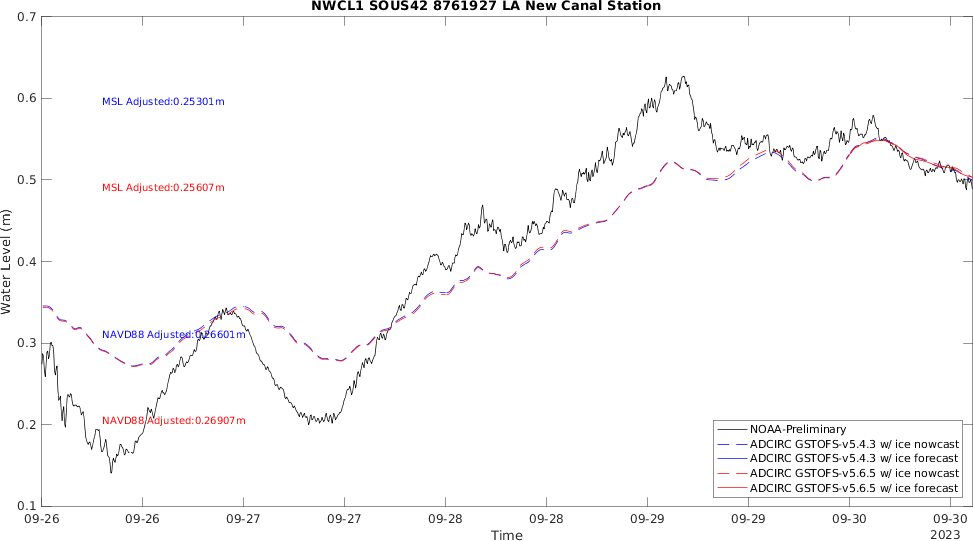 NWCL1 SOUS42 8761927 LA New Canal Station
0.7
0.6
0.5
0.4
0.3
0.2
0.1
Water Level (m)
MSL Adjusted:0.25301m
MSL Adjusted:0.25607m
NAVD88 Adjusted:0.26601m
NAVD88 Adjusted:0.26907m
NOAA-Preliminary
ADCIRC GSTOFS-v5.4.3 w/ ice nowcast
ADCIRC GSTOFS-v5.4.3 w/ ice forecast
ADCIRC GSTOFS-v5.6.5 w/ ice nowcast
ADCIRC GSTOFS-v5.6.5 w/ ice forecast
09-26 09-26 09-27 09-27 09-28 09-28 09-29 09-29 09-30 09-30
2023
Time